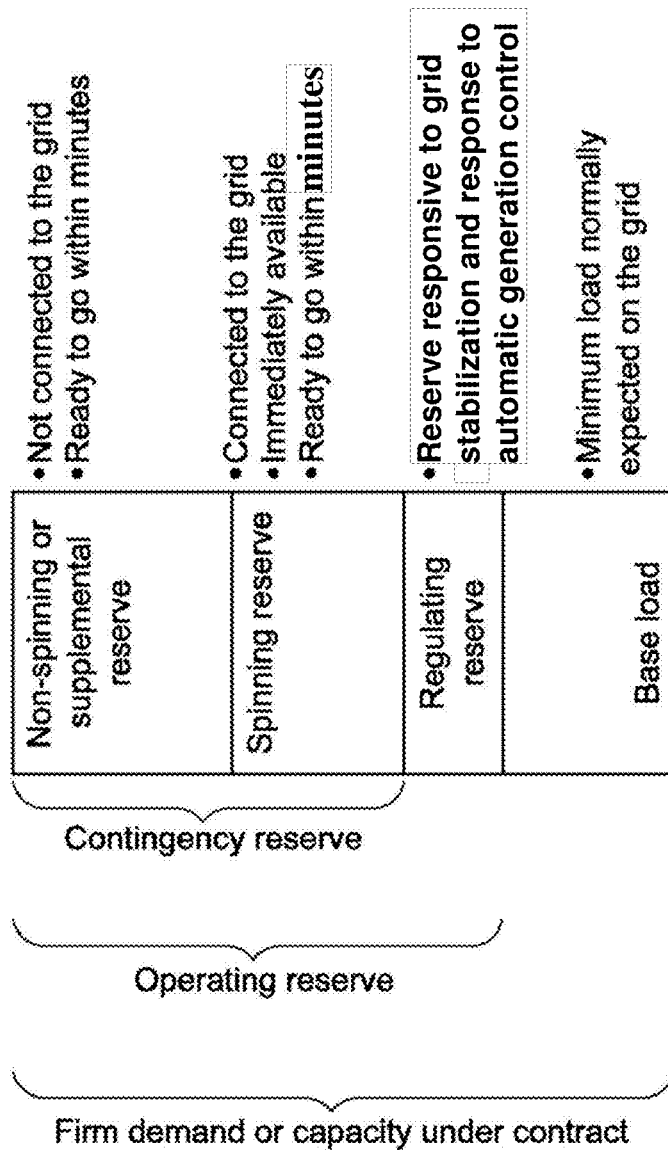 Not connected to the grid
Ready to go within minutes
Connected to the grid
Immediately available
Ready to go within minutes
Reserve responsive to grid
stabilization and response to
automatic generation control
Minimum load normally
expected on the grid
Non-spinning or
supplemental
reserve
Spinning reserve
Regulating
reserve
Base load
Contingency reserve
Operating reserve
Firm demand or capacity under contract